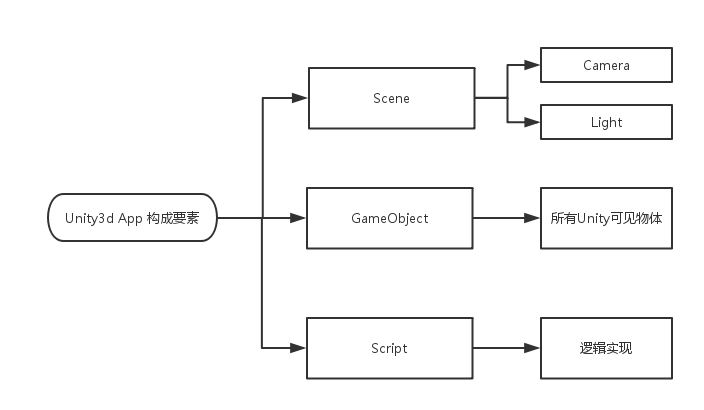 Camera
Scene
Light
Unity3d App 构成要素
GameObject
所有Unity可见物体
Script
逻辑实现